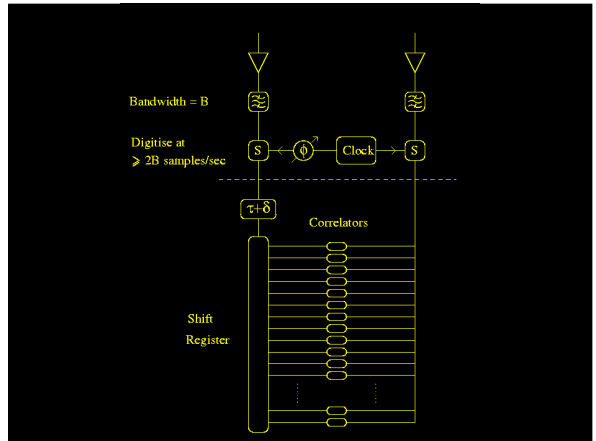 Bandwidth = B
Digitise at
⩾ 2B samples/sec
S
ϕ
Clock
S
τ+δ
Correlators
Shift
Register